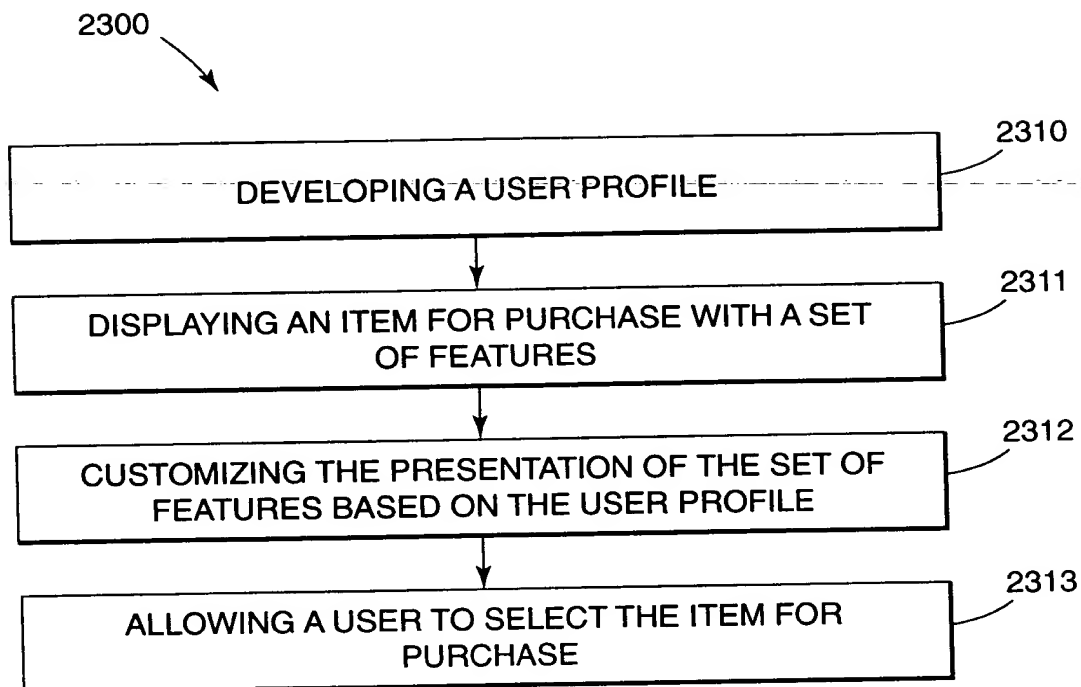 2300
2310
DEVELOPING A USER PROFILE
2311
DISPLAYING AN ITEM FOR PURCHASE WITH A SET
OF FEATURES
2312
CUSTOMIZING THE PRESENTATION OF THE SET OF
FEATURES BASED ON THE USER PROFILE
2313
ALLOWING A USER TO SELECT THE ITEM FOR
PURCHASE